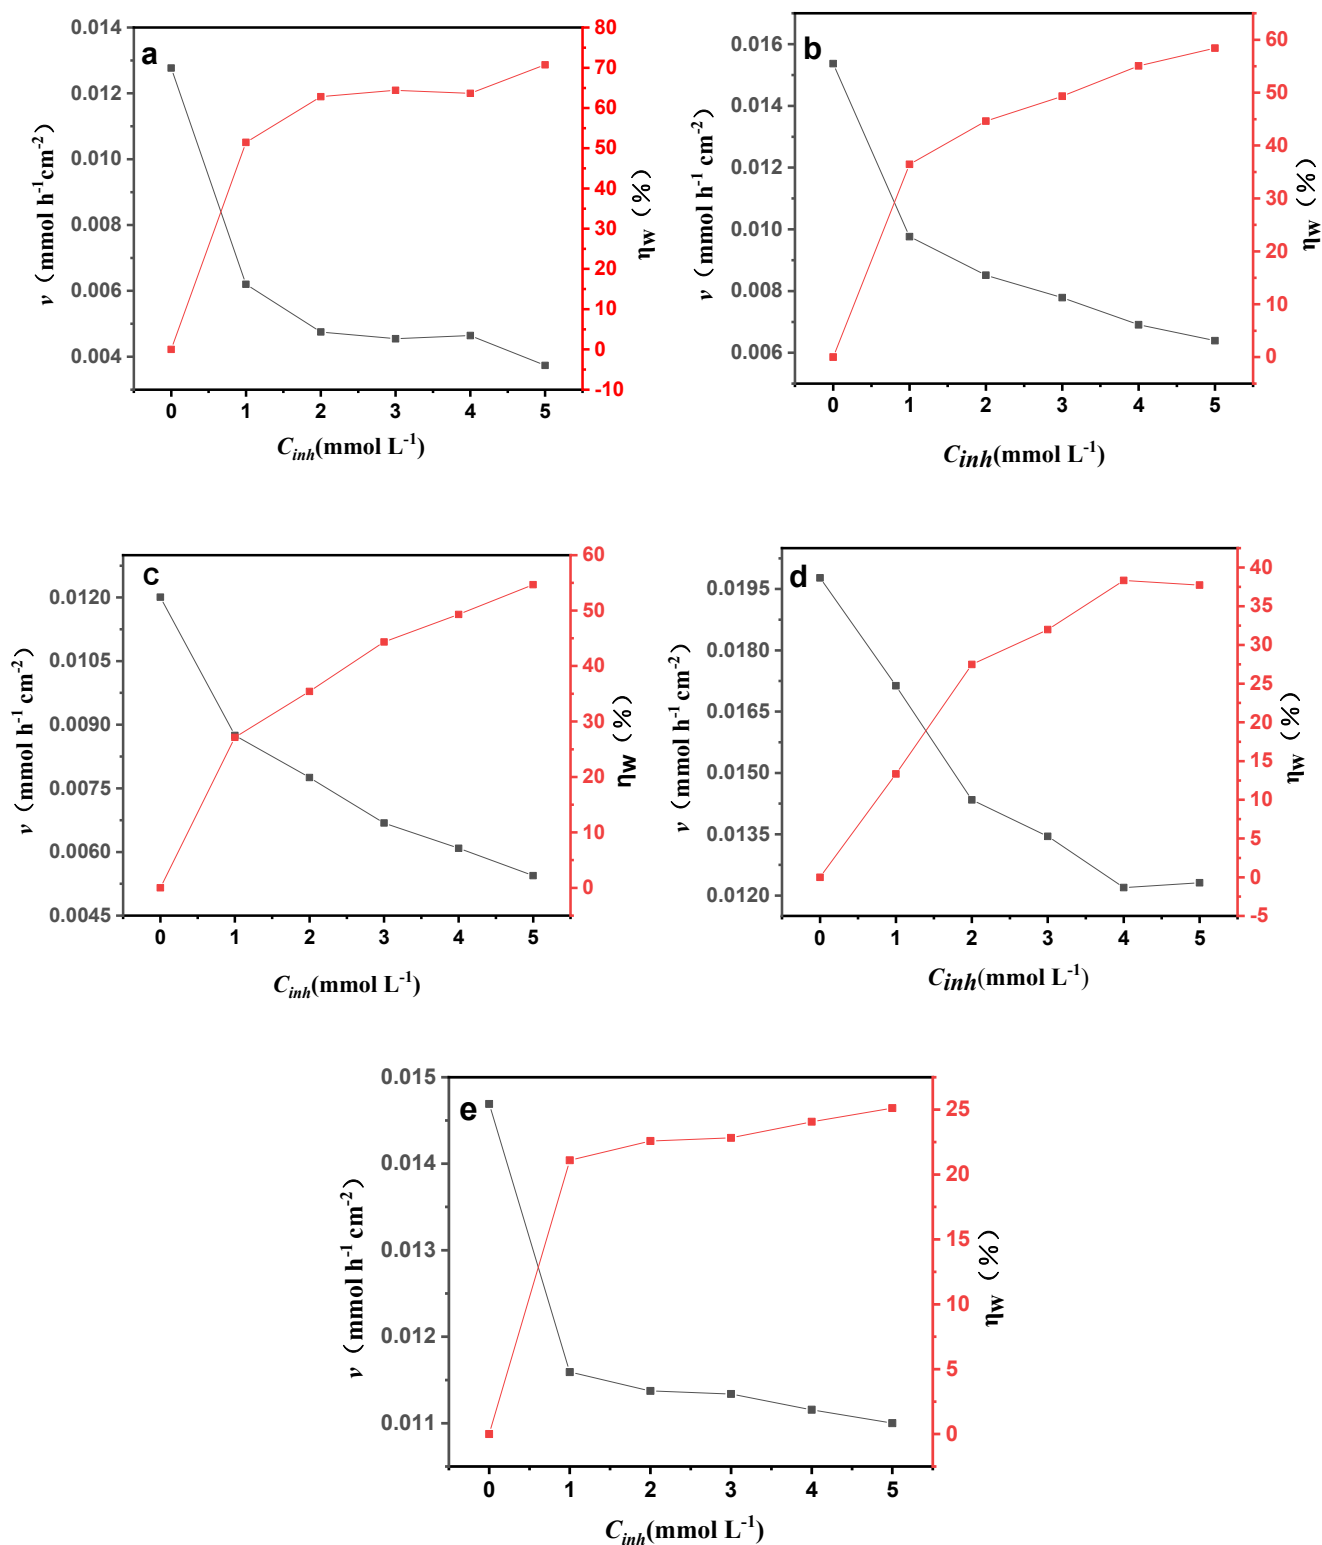 a
0.014
0.012
0.010
0.008
0.006
0.004
80
70
60
50
40
30
20
10
0
-10
0 1 2 3 4 5
v（mmol h-1cm-2）
ηW（%）
Cinh(mmol L-1)
b
0.016
0.014
0.012
0.010
0.008
0.006
60
50
40
30
20
10
0
0 1 2 3 4 5
v（mmol h-1 cm-2）
ηW（%）
Cinh(mmol L-1)
c
0.0120
0.0105
0.0090
0.0075
0.0060
0.0045
60
50
40
30
20
10
0
0 1 2 3 4 5
v（mmol h-1 cm-2）
ηW（%）
Cinh(mmol L-1)
d
0.0195
0.0180
0.0165
0.0150
0.0135
0.0120
40
35
30
25
20
15
10
5
0
-5
0 1 2 3 4 5
v（mmol h-1 cm-2）
ηW（%）
Cinh(mmol L-1)
e
0.015
0.014
0.013
0.012
0.011
25
20
15
10
5
0
0 1 2 3 4 5
v（mmol h-1 cm-2）
ηW（%）
Cinh(mmol L-1)